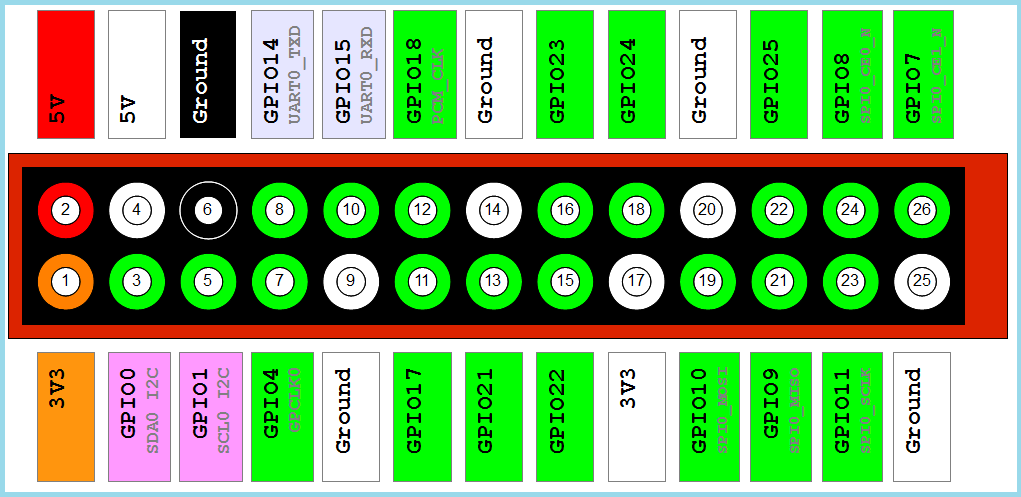 5V
5V
Ground
GPIO14
UART0_TXD
GPIO15
UART0_RXD
GPIO18
PCM_CLK
Ground
GPIO23
GPIO24
Ground
GPIO25
GPIO8
SPI0_CE0_N
GPIO7
SPI0_CE1_N
2 4 6 8 10 12 14 16 18 20 22 24 26
1 3 5 7 9 11 13 15 17 19 21 23 25
3V3
GPIO0
SDA0 I2C
GPIO1
SCL0 I2C
GPIO4
GPCLK0
Ground
GPIO17
GPIO21
GPIO22
3V3
GPIO10
SPI0_MOSI
GPIO9
SPI0_MISO
GPIO11
SPI0_SCLK
Ground